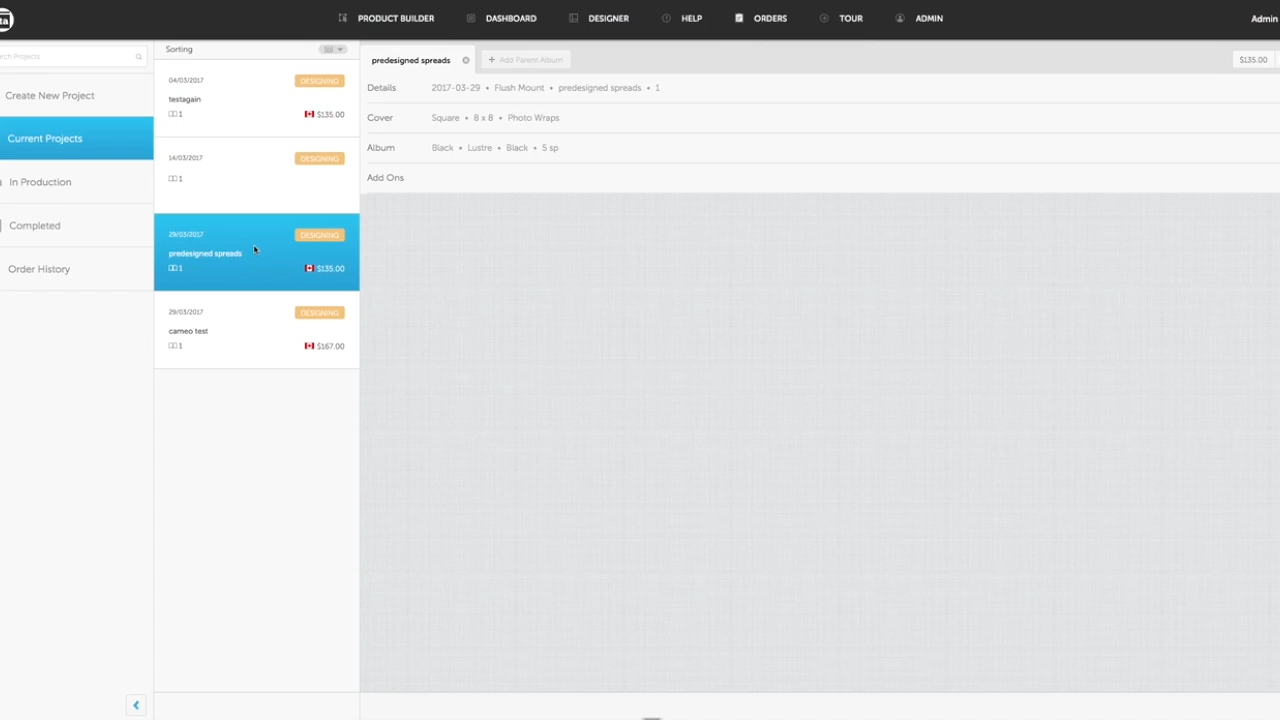 ta PRODUCT BUILDER DASHBOARD DESIGNER HELP ORDERS TOUR ADMIN Admin
rch Projects
Create New Project
Current Projects
In Production
Completed
Order History
Sorting
04/03/2017 DESIGNING
testagain
1 $135.00
14/03/2017 DESIGNING
1
29/03/2017 DESIGNING
predesigned spreads
1 $135.00
29/03/2017 DESIGNING
cameo test
1 $167.00
predesigned spreads + Add Parent Album $135.00
Details 2017-03-29 • Flush Mount • predesigned spreads • 1
Cover Square • 8 x 8 • Photo Wraps
Album Black • Lustre • Black • 5 sp
Add Ons